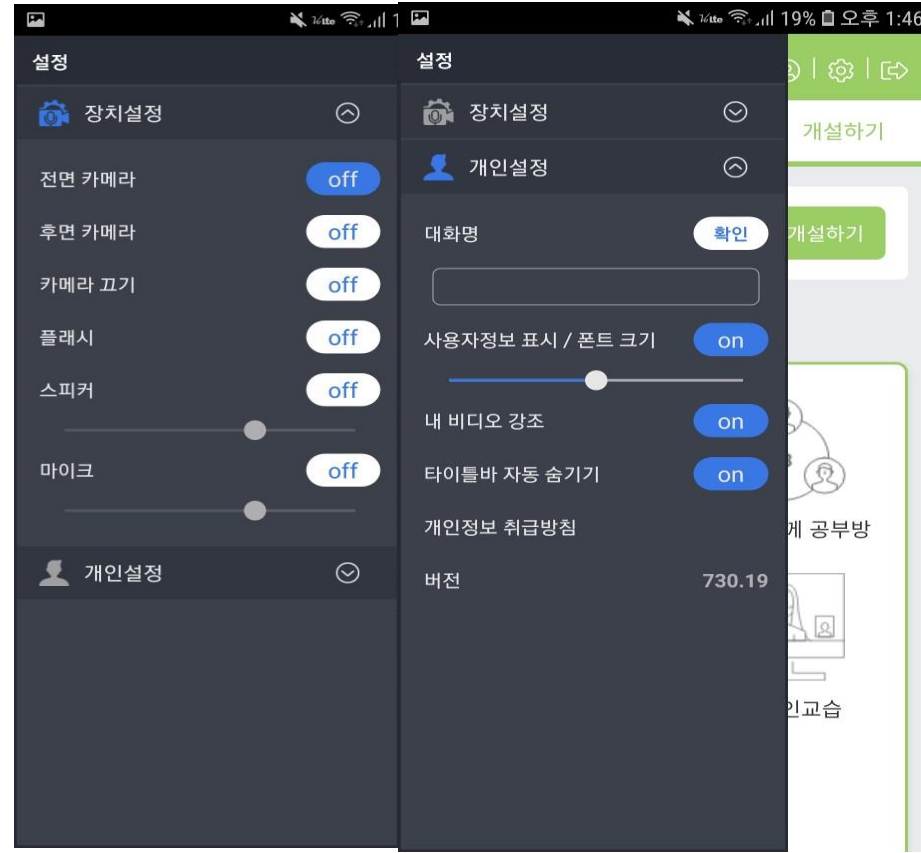 설정
장치설정
전면 카메라 off
후면 카메라 off
카메라 끄기 off
플래시 off
스피커 off
마이크 off
개인설정
19% 오후 1:46
설정
장치설정
개인설정
대화명 확인
사용자정보 표시 / 폰트 크기 on
내 비디오 강조 on
타이틀바 자동 숨기기 on
개인정보 취급방침
버전 730.19
개설하기
개설하기
공부방
인교습